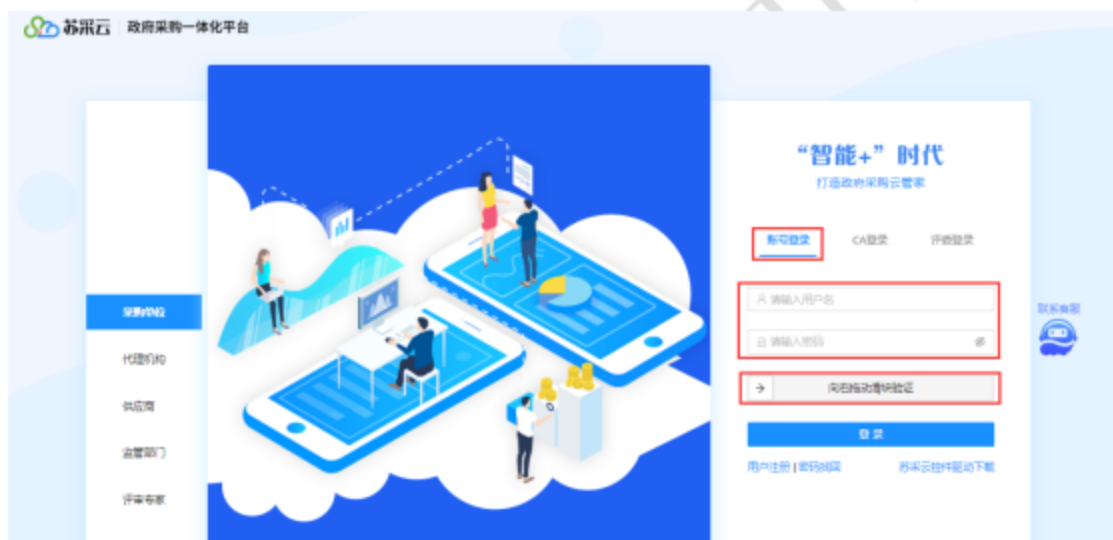 苏采云 政府采购一体化平台
“智能+”时代
打造政府采购云管家
账号登录 CA登录 评委登录
请输入用户名
请输入密码
向右拖动滑块验证
登录
用户注册 | 密码找回 苏采云控件驱动下载
采购单位
代理机构
供应商
监管部门
评审专家
联系客服